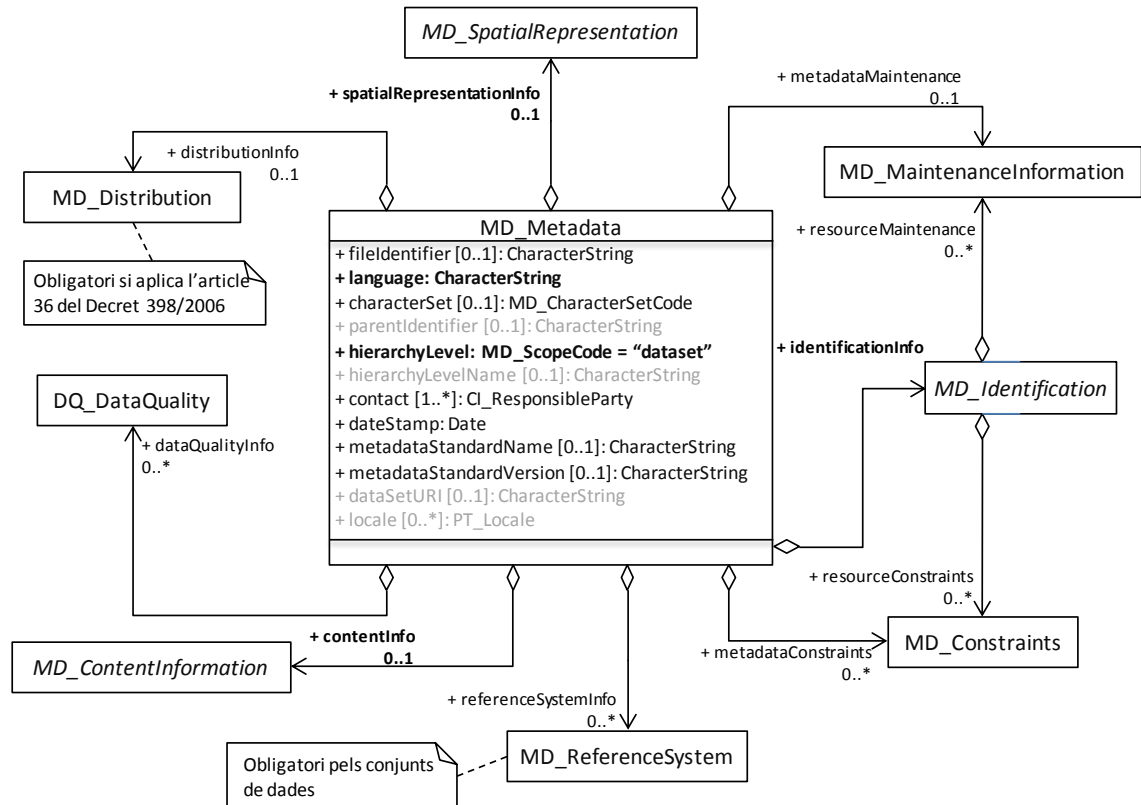 MD_SpatialRepresentation
+ spatialRepresentationInfo
0..1
+ metadataMaintenance
0..1
+ distributionInfo
0..1
MD_Distribution
MD_MaintenanceInformation
Obligatori si aplica l’article
36 del Decret 398/2006
MD_Metadata
+ fileIdentifier [0..1]: CharacterString
+ language: CharacterString
+ characterSet [0..1]: MD_CharacterSetCode
+ parentIdentifier [0..1]: CharacterString
+ hierarchyLevel: MD_ScopeCode = “dataset”
+ hierarchyLevelName [0..1]: CharacterString
+ contact [1..*]: CI_ResponsibleParty
+ dateStamp: Date
+ metadataStandardName [0..1]: CharacterString
+ metadataStandardVersion [0..1]: CharacterString
+ dataSetURI [0..1]: CharacterString
+ locale [0..*]: PT_Locale
+ resourceMaintenance
0..*
+ identificationInfo
MD_Identification
DQ_DataQuality
+ dataQualityInfo
0..*
+ resourceConstraints
0..*
MD_Constraints
+ metadataConstraints
0..*
+ contentInfo
0..1
MD_ContentInformation
+ referenceSystemInfo
0..*
MD_ReferenceSystem
Obligatori pels conjunts
de dades